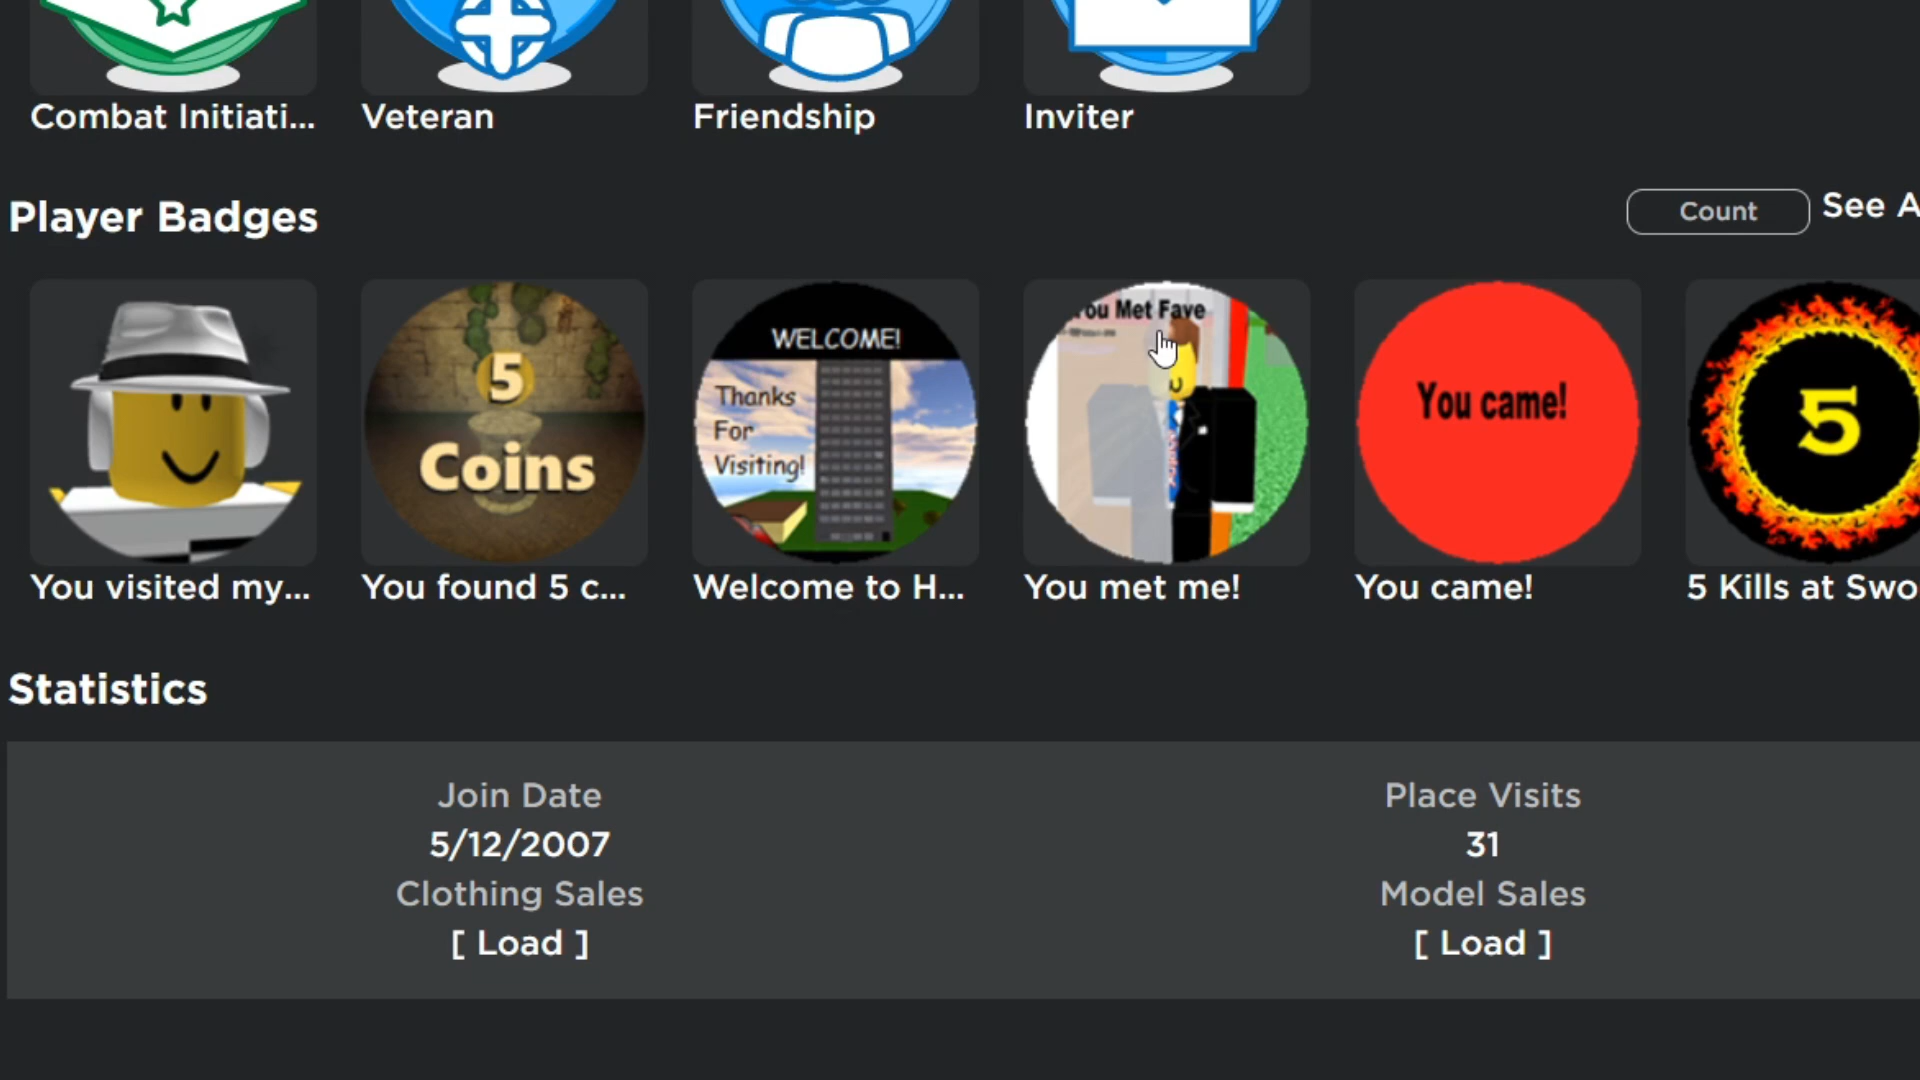 Combat Initiati...
Veteran
Friendship
Inviter
Player Badges
Count
See A
WELCOME!
Thanks
For
Visiting!
5
Coins
ou Met Fave
You came!
5
You visited my...
You found 5 c...
Welcome to H...
You met me!
You came!
5 Kills at Swo
Statistics
Join Date
5/12/2007
Place Visits
31
Clothing Sales
[ Load ]
Model Sales
[ Load ]